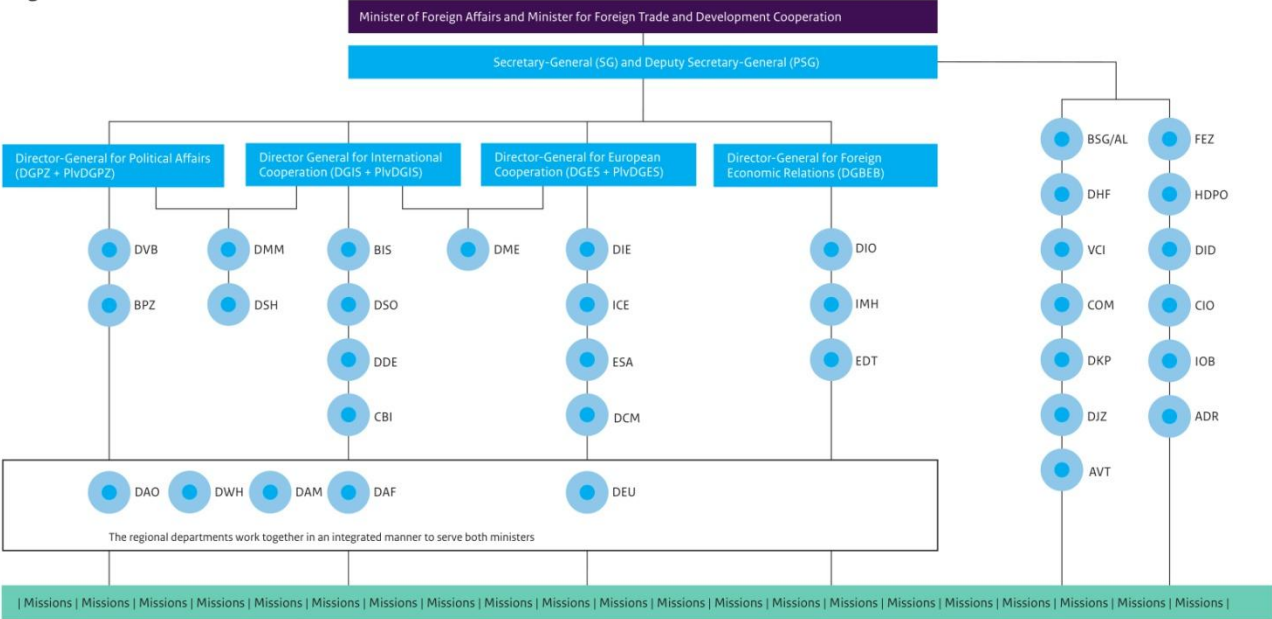 Minister of Foreign Affairs and Minister for Foreign Trade and Development Cooperation
Secretary-General (SG) and Deputy Secretary-General (PSG)
Director-General for Political Affairs
(DGPZ + PlvDGPZ)
Director General for International
Cooperation (DGIS + PlvDGIS)
Director-General for European
Cooperation (DGES + PlvDGES)
Director-General for Foreign
Economic Relations (DGBEB)
DVB
BPZ
DMM
DSH
BIS
DSO
DDE
CBI
DME
DIE
ICE
ESA
DCM
DIO
IMH
EDT
BSG/AL
DHF
VCI
COM
DKP
DJZ
AVT
FEZ
HDPO
DID
CIO
IOB
ADR
DAO
DWH
DAM
DAF
DEU
The regional departments work together in an integrated manner to serve both ministers
| Missions | Missions | Missions | Missions | Missions | Missions | Missions | Missions | Missions | Missions | Missions | Missions | Missions | Missions | Missions | Missions | Missions | Missions | Missions | Missions | Missions |